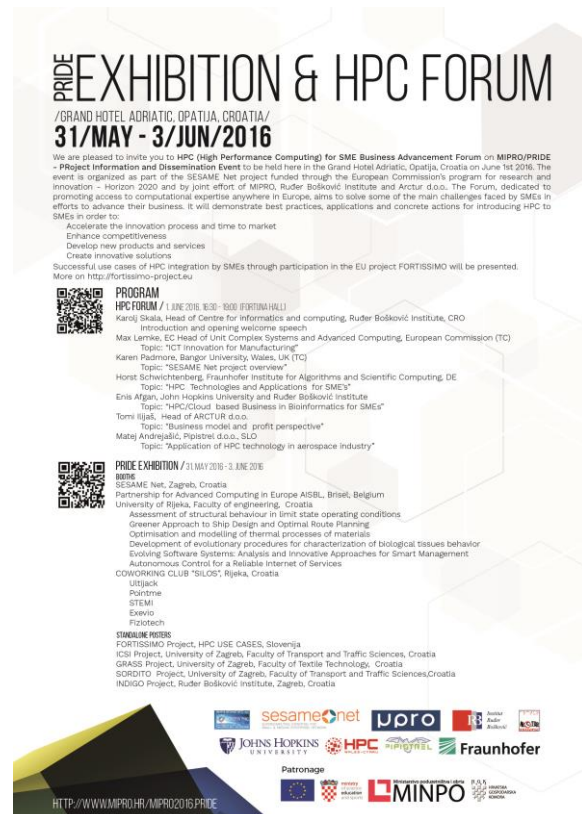 PRIDE
EXHIBITION & HPC FORUM
/GRAND HOTEL ADRIATIC, OPATIJA, CROATIA/
31/MAY - 3/JUN/2016
We are pleased to invite you to HPC (High Performance Computing) for SME Business Advancement Forum on MIPRO/PRIDE
- PRoject Information and Dissemination Event to be held here in the Grand Hotel Adriatic, Opatija, Croatia on June 1st 2016. The
event is organized as part of the SESAME Net project funded through the European Commission's program for research and
innovation - Horizon 2020 and by joint effort of MIPRO, Ruđer Bošković Institute and Arctur d.o.o.. The Forum, dedicated to
promoting access to computational expertise anywhere in Europe, aims to solve some of the main challenges faced by SMEs in
efforts to advance their business. It will demonstrate best practices, applications and concrete actions for introducing HPC to
SMEs in order to:
Accelerate the innovation process and time to market
Enhance competitiveness
Develop new products and services
Create innovative solutions
Successful use cases of HPC integration by SMEs through participation in the EU project FORTISSIMO will be presented.
More on http://fortissimo-project.eu
PROGRAM
HPC FORUM / 1. JUNE 2016, 16:30 - 19:00 (FORTUNA HALL)
Karolj Skala, Head of Centre for informatics and computing, Ruđer Bošković Institute, CRO
Introduction and opening welcome speech
Max Lemke, EC Head of Unit Complex Systems and Advanced Computing, European Commission (TC)
Topic: "ICT Innovation for Manufacturing"
Karen Padmore, Bangor University, Wales, UK (TC)
Topic: "SESAME Net project overview"
Horst Schwichtenberg, Fraunhofer Institute for Algorithms and Scientific Computing, DE
Topic: "HPC Technologies and Applications for SME's"
Enis Afgan, John Hopkins University and Ruđer Bošković Institute
Topic: "HPC/Cloud based Business in Bioinformatics for SMEs"
Tomi Ilijaš, Head of ARCTUR d.o.o.
Topic: "Business model and profit perspective"
Matej Andrejašič, Pipistrel d.o.o., SLO
Topic: "Application of HPC technology in aerospace industry"
PRIDE EXHIBITION / 31. MAY 2016 - 3. JUNE 2016
BOOTHS
SESAME Net, Zagreb, Croatia
Partnership for Advanced Computing in Europe AISBL, Brisel, Belgium
University of Rijeka, Faculty of engineering, Croatia
Assessment of structural behaviour in limit state operating conditions
Greener Approach to Ship Design and Optimal Route Planning
Optimisation and modelling of thermal processes of materials
Development of evolutionary procedures for characterization of biological tissues behavior
Evolving Software Systems: Analysis and Innovative Approaches for Smart Management
Autonomous Control for a Reliable Internet of Services
COWORKING CLUB "SILOS", Rijeka, Croatia
Ultijack
Pointme
STEMI
Exevio
Fiziotech
STANDALONE POSTERS
FORTISSIMO Project, HPC USE CASES, Slovenija
ICSI Project, University of Zagreb, Faculty of Transport and Traffic Sciences, Croatia
GRASS Project, University of Zagreb, Faculty of Textile Technology, Croatia
SORDITO Project, University of Zagreb, Faculty of Transport and Traffic Sciences,Croatia
INDIGO Project, Ruđer Bošković Institute, Zagreb, Croatia
sesame net
Institut
Ruđer
Bošković
JOHNS HOPKINS
UNIVERSITY
HPC
PIPISTREL
Fraunhofer
Patronage
Ministarstvo poduzetništva i obrta
MINPO
HRVATSKA
GOSPODARSKA
KOMORA
HTTP://WWW.MIPRO.HR/MIPRO2016.PRIDE